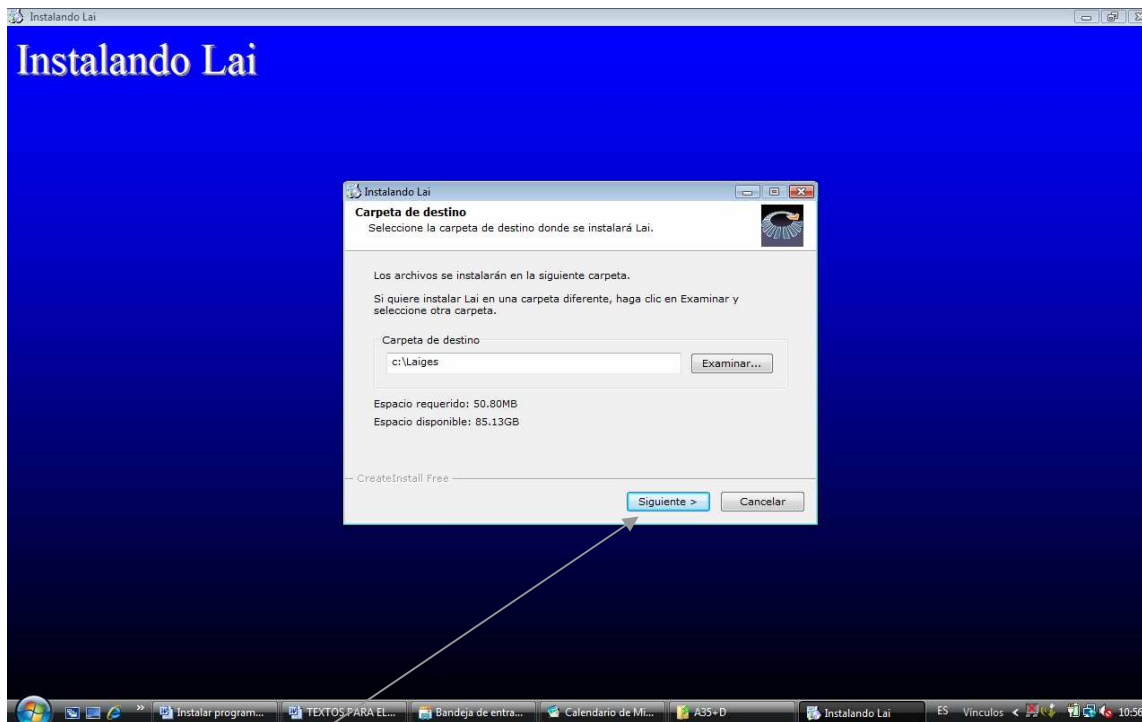 Instalando Lai
Instalando Lai
Instalando Lai
Carpeta de destino
Seleccione la carpeta de destino donde se instalará Lai.
Los archivos se instalarán en la siguiente carpeta.
Si quiere instalar Lai en una carpeta diferente, haga clic en Examinar y
seleccione otra carpeta.
Carpeta de destino
c:\Laiges
Examinar...
Espacio requerido: 50.80MB
Espacio disponible: 85.13GB
CreateInstall Free
Siguiente >
Cancelar
Instalar program...
TEXTOS PARA EL...
Bandeja de entra...
Calendario de Mi...
A35+D
Instalando Lai
ES
Vínculos